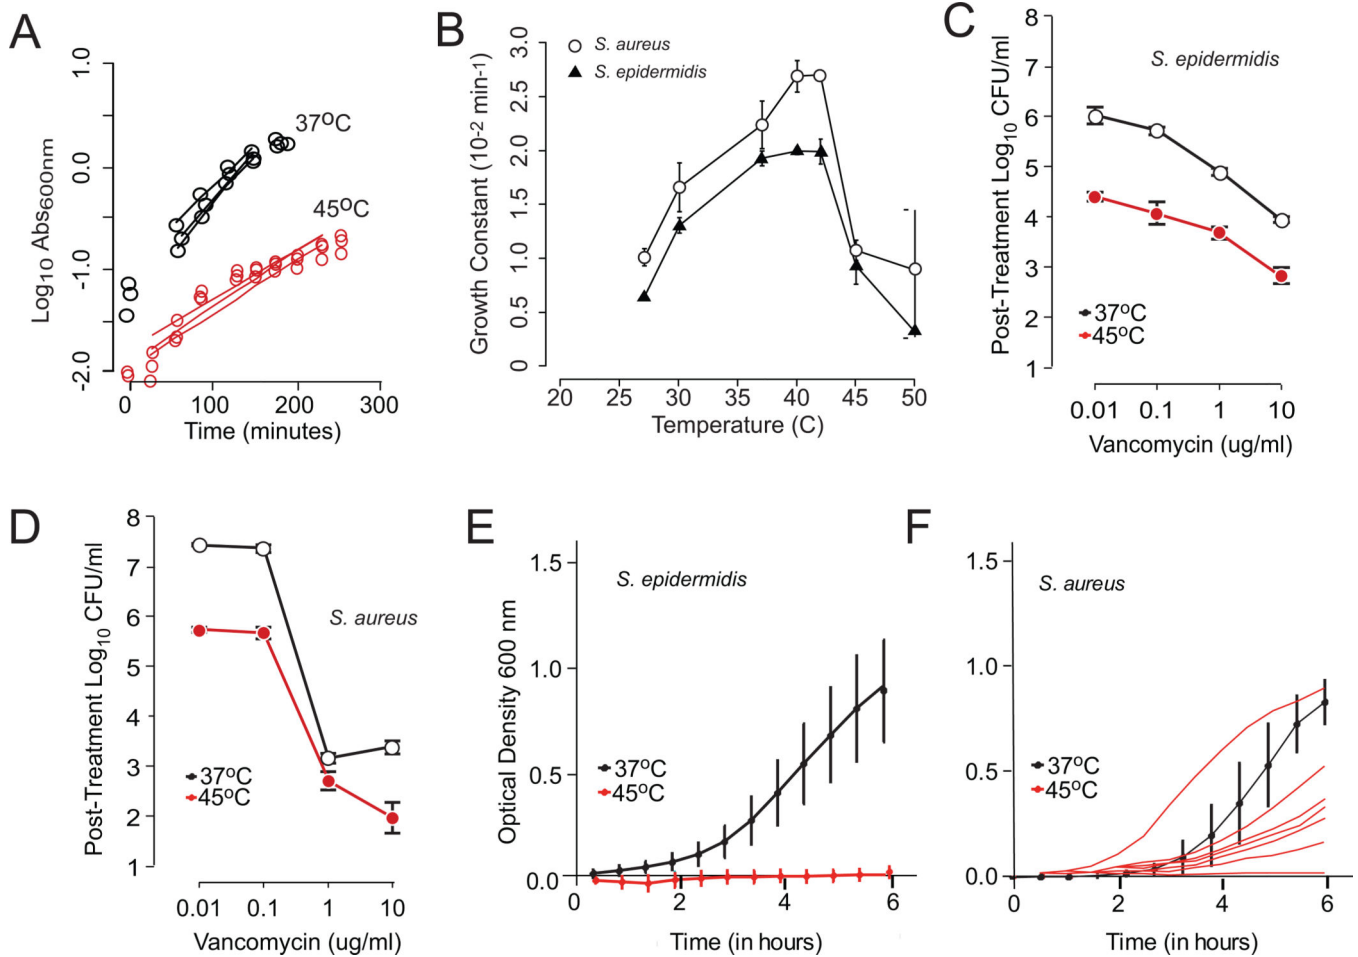 A
Log10 Abs600nm
1.0
0.0
-1.0
-2.0
37oC
45oC
0 100 200 300
Time (minutes)
B
Growth Constant (10-2 min-1)
3.0
2.5
2.0
1.5
1.0
0.5
0
S. aureus
S. epidermidis
20 25 30 35 40 45 50
Temperature (C)
C
Post-Treatment Log10 CFU/ml
8
7
6
5
4
3
2
1
S. epidermidis
37oC
45oC
0.01 0.1 1 10
Vancomycin (ug/ml)
D
Post-Treatment Log10 CFU/ml
8
7
6
5
4
3
2
1
S. aureus
37oC
45oC
0.01 0.1 1 10
Vancomycin (ug/ml)
E
Optical Density 600 nm
1.5
1.0
0.5
0.0
S. epidermidis
37oC
45oC
0 2 4 6
Time (in hours)
F
1.5
1.0
0.5
0.0
S. aureus
37oC
45oC
0 2 4 6
Time (in hours)